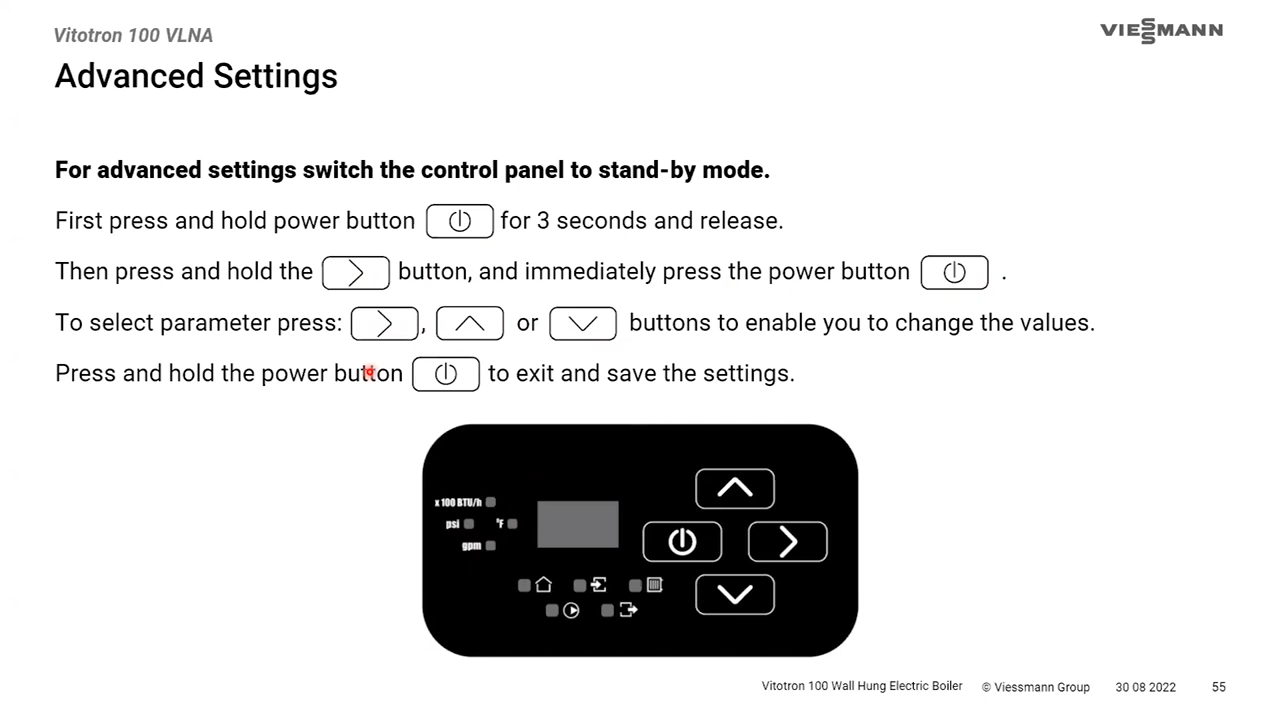 Vitotron 100 VLNA
VIESSMANN
Advanced Settings
For advanced settings switch the control panel to stand-by mode.
First press and hold power button for 3 seconds and release.
Then press and hold the button, and immediately press the power button .
To select parameter press: , or buttons to enable you to change the values.
Press and hold the power button to exit and save the settings.
x 100 BTU/h
psi °F
gpm
Vitotron 100 Wall Hung Electric Boiler © Viessmann Group 30 08 2022 55